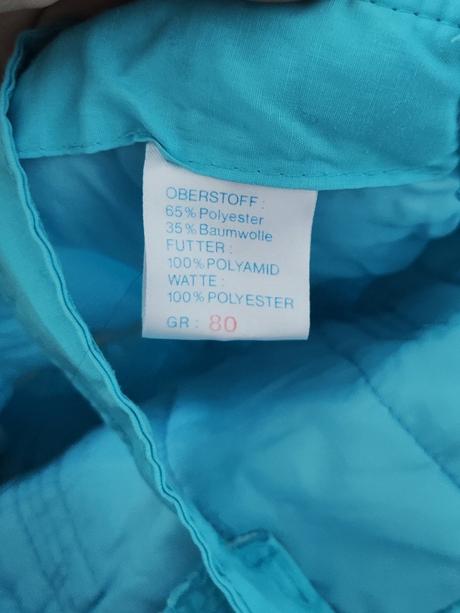 OBERSTOFF :
65% Polyester
35% Baumwolle
FUTTER :
100% POLYAMID
WATTE :
100% POLYESTER
GR : 80